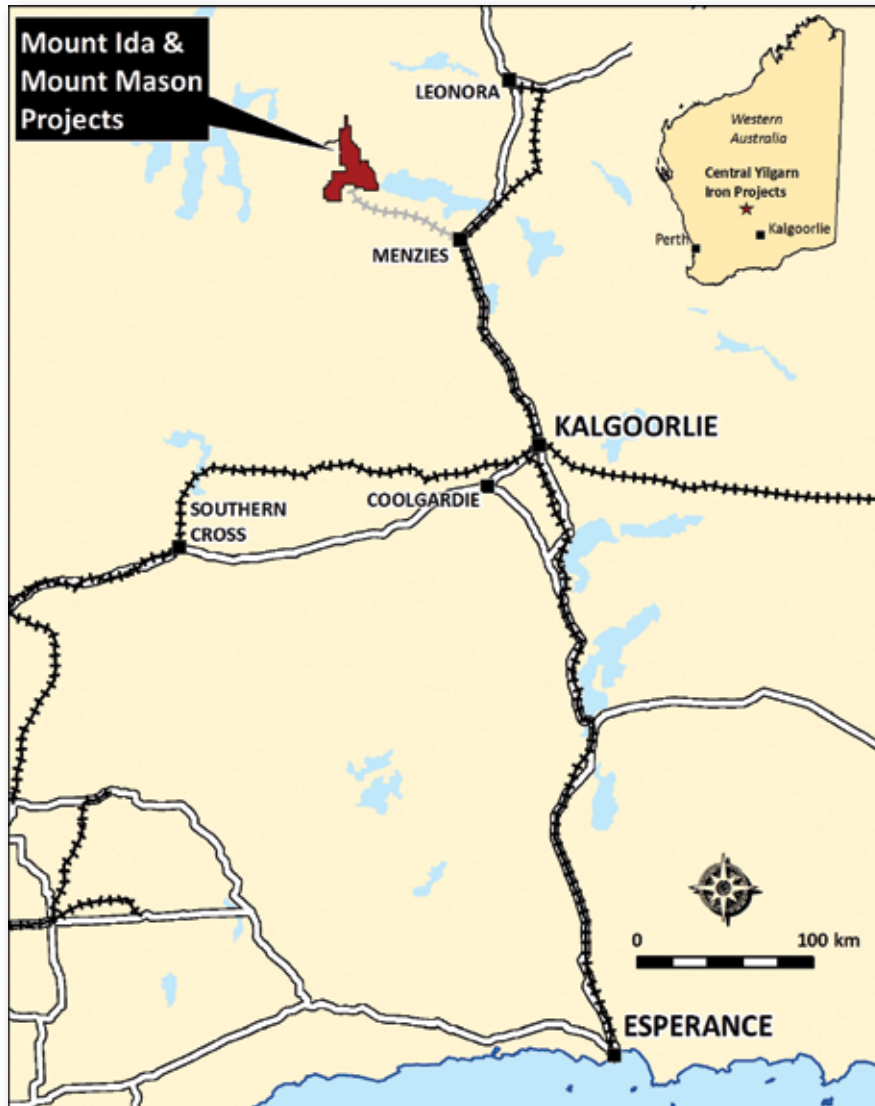 Mount Ida &
Mount Mason
Projects
LEONORA
Western
Australia
Central Yilgarn
Iron Projects
Kalgoorlie
Perth
MENZIES
KALGOORLIE
COOLGARDIE
SOUTHERN
CROSS
0 100 km
ESPERANCE